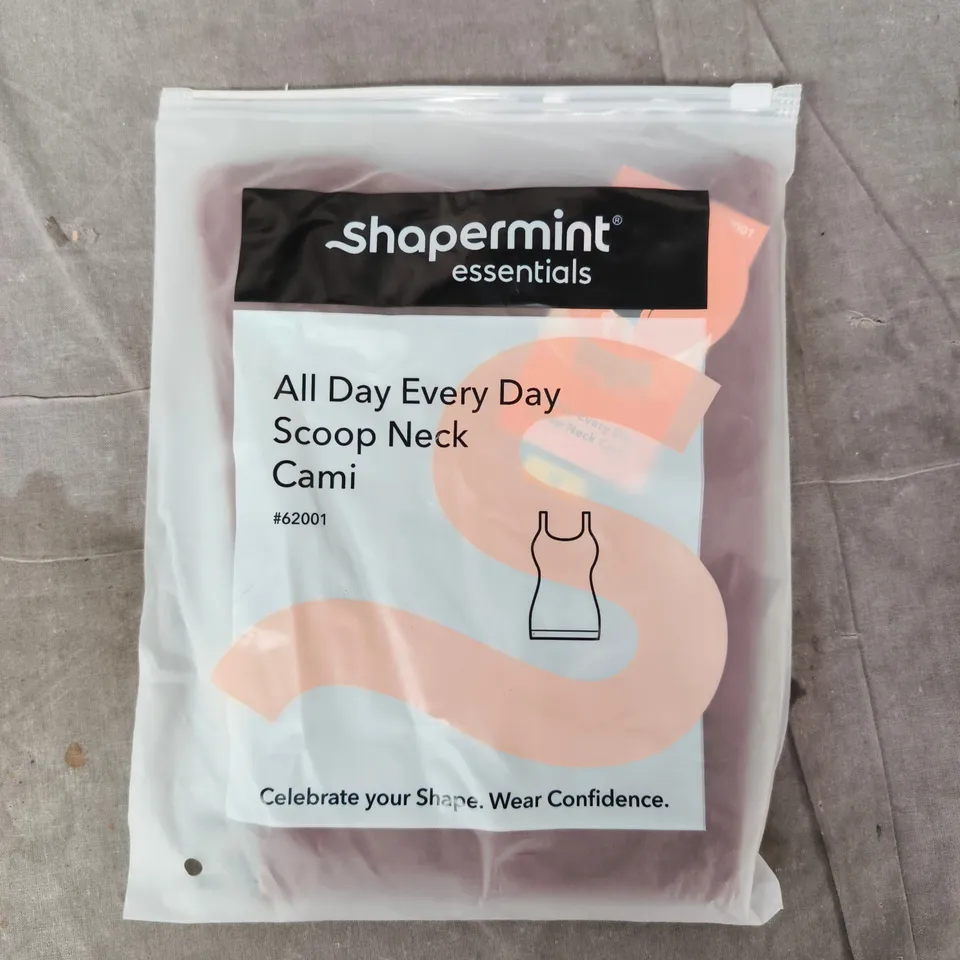 shapermint®
essentials
All Day Every Day
Scoop Neck
Cami
#62001
Celebrate your Shape. Wear Confidence.